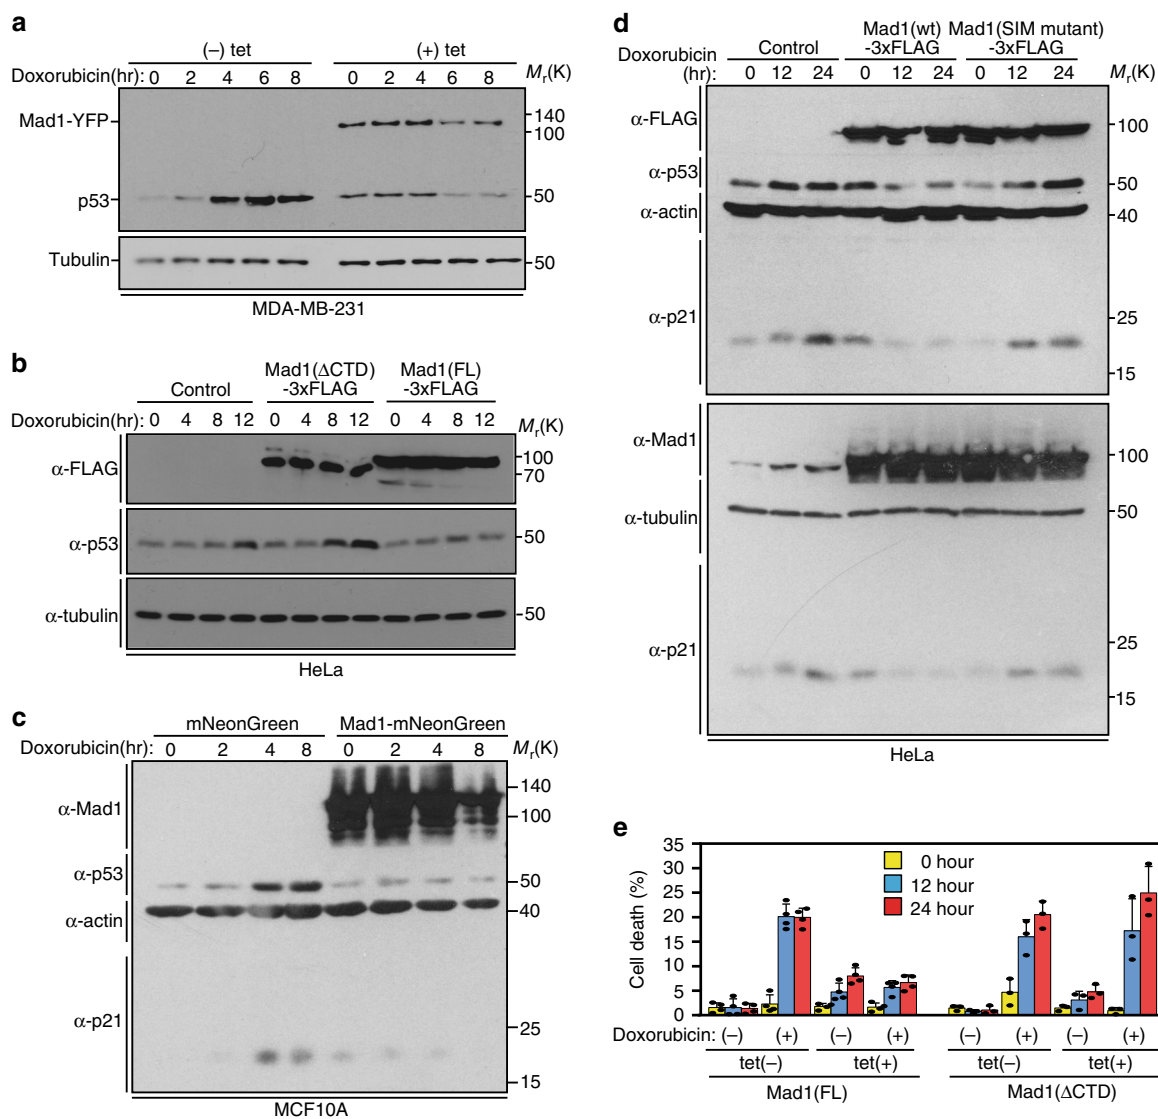 a
(–) tet (+) tet
Doxorubicin(hr): 0 2 4 6 8 0 2 4 6 8 Mr(K)
Mad1-YFP
140
100
p53
50
Tubulin
50
MDA-MB-231
b
Control
Mad1(ΔCTD)
-3xFLAG
Mad1(FL)
-3xFLAG
Doxorubicin(hr): 0 4 8 12 0 4 8 12 0 4 8 12 Mr(K)
α-FLAG
100
70
α-p53
50
α-tubulin
50
HeLa
c
mNeonGreen Mad1-mNeonGreen
Doxorubicin(hr): 0 2 4 8 0 2 4 8 Mr(K)
α-Mad1
140
100
α-p53
50
α-actin
40
α-p21
25
15
MCF10A
d
Control
Mad1(wt)
-3xFLAG
Mad1(SIM mutant)
-3xFLAG
Doxorubicin
(hr): 0 12 24 0 12 24 0 12 24 Mr(K)
α-FLAG
100
α-p53
50
α-actin
40
α-p21
25
15
α-Mad1
100
α-tubulin
50
α-p21
25
15
HeLa
e
Cell death (%)
35
30
25
20
15
10
5
0
0 hour
12 hour
24 hour
Doxorubicin: (–) (+) (–) (+) (–) (+) (–) (+)
tet(–) tet(+) tet(–) tet(+)
Mad1(FL) Mad1(ΔCTD)